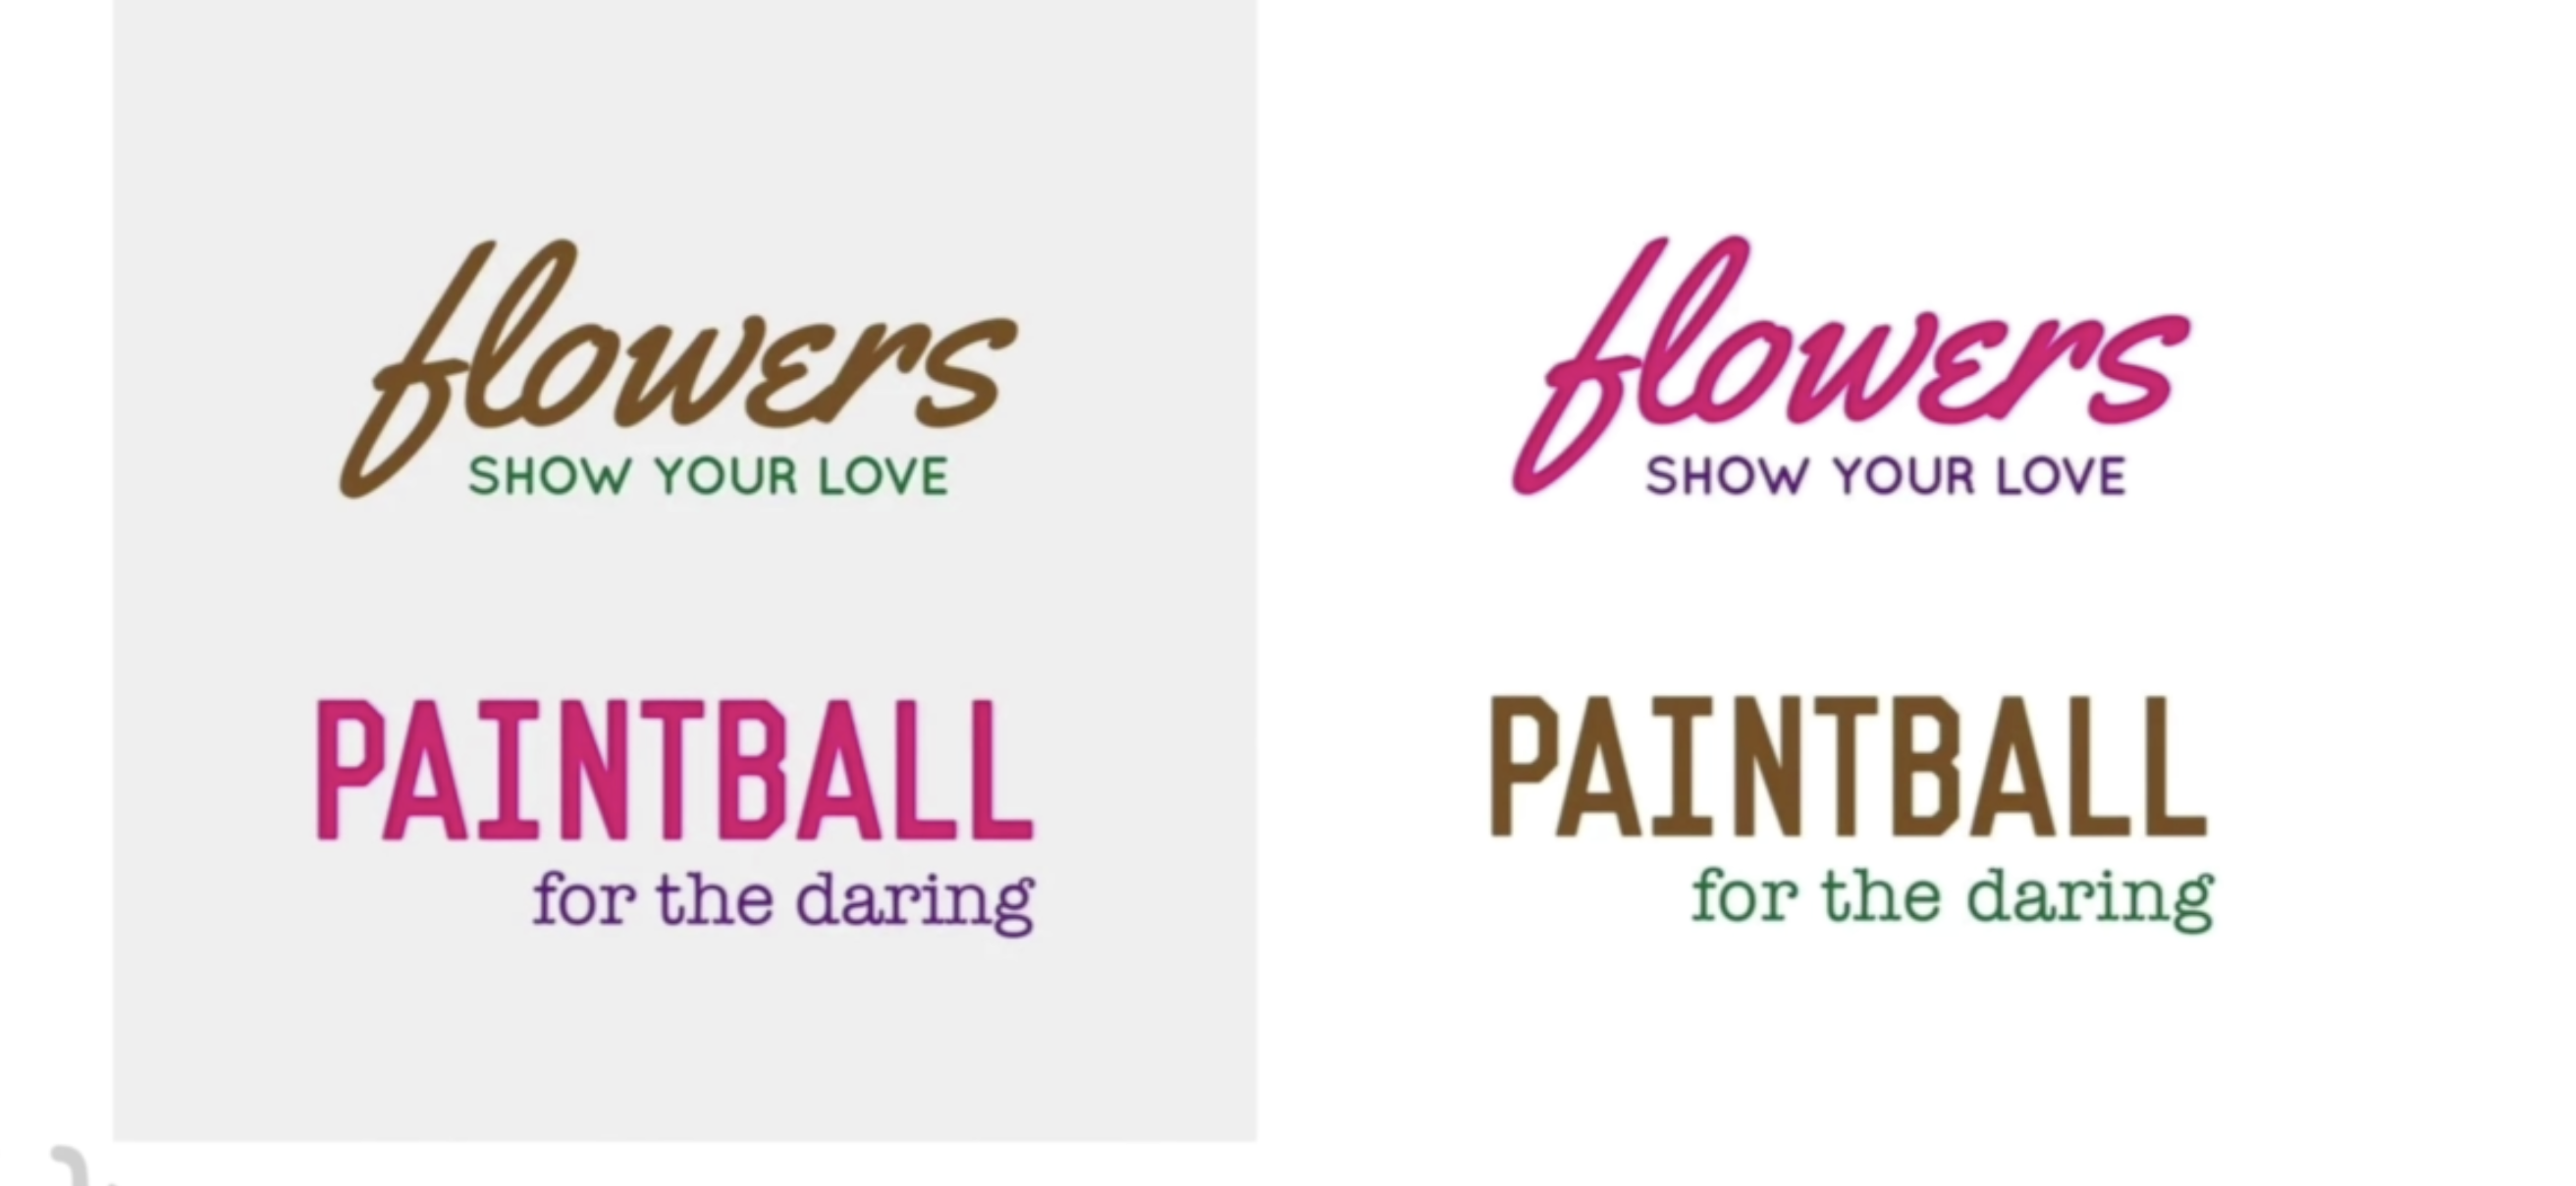 flowers
SHOW YOUR LOVE
PAINTBALL
for the daring
flowers
SHOW YOUR LOVE
PAINTBALL
for the daring